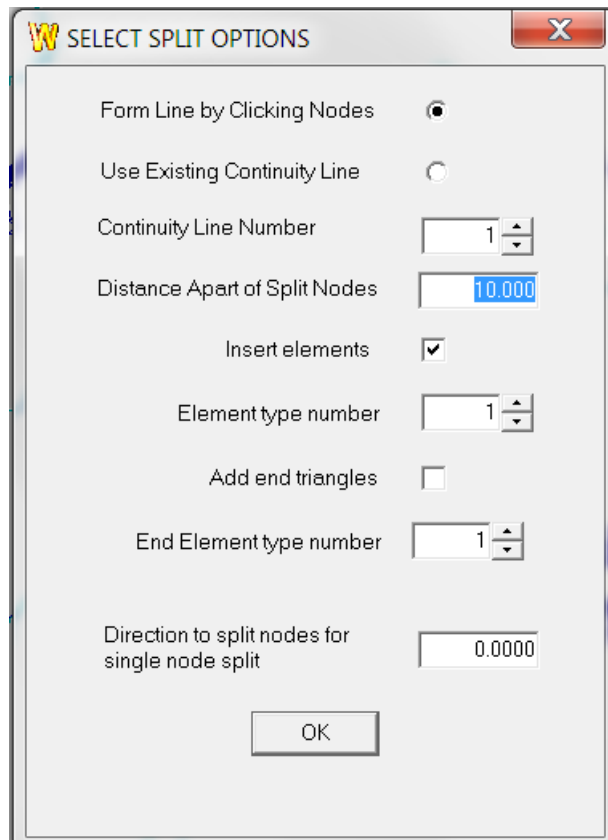 SELECT SPLIT OPTIONS
Form Line by Clicking Nodes
Use Existing Continuity Line
Continuity Line Number 1
Distance Apart of Split Nodes 10.000
Insert elements
Element type number 1
Add end triangles
End Element type number 1
Direction to split nodes for
single node split 0.0000
OK